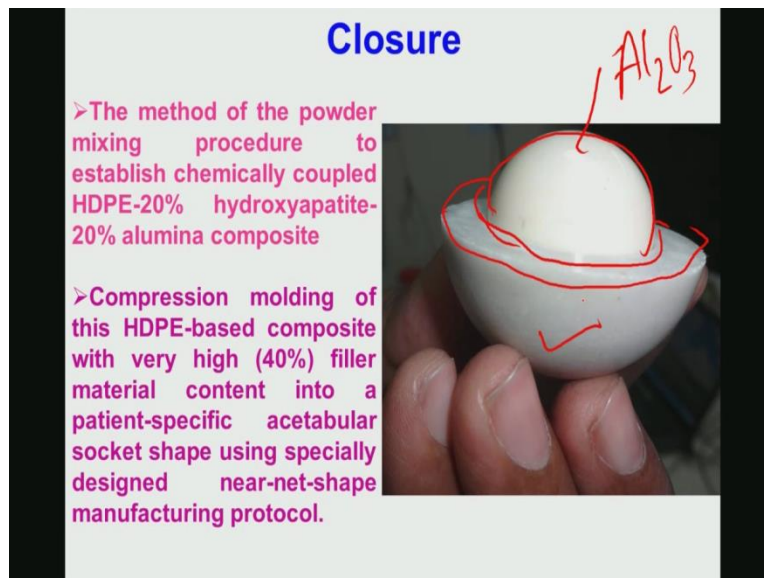 Closure
➢The method of the powder
mixing procedure to
establish chemically coupled
HDPE-20% hydroxyapatite-
20% alumina composite
➢Compression molding of
this HDPE-based composite
with very high (40%) filler
material content into a
patient-specific acetabular
socket shape using specially
designed near-net-shape
manufacturing protocol.
Al₂O₃